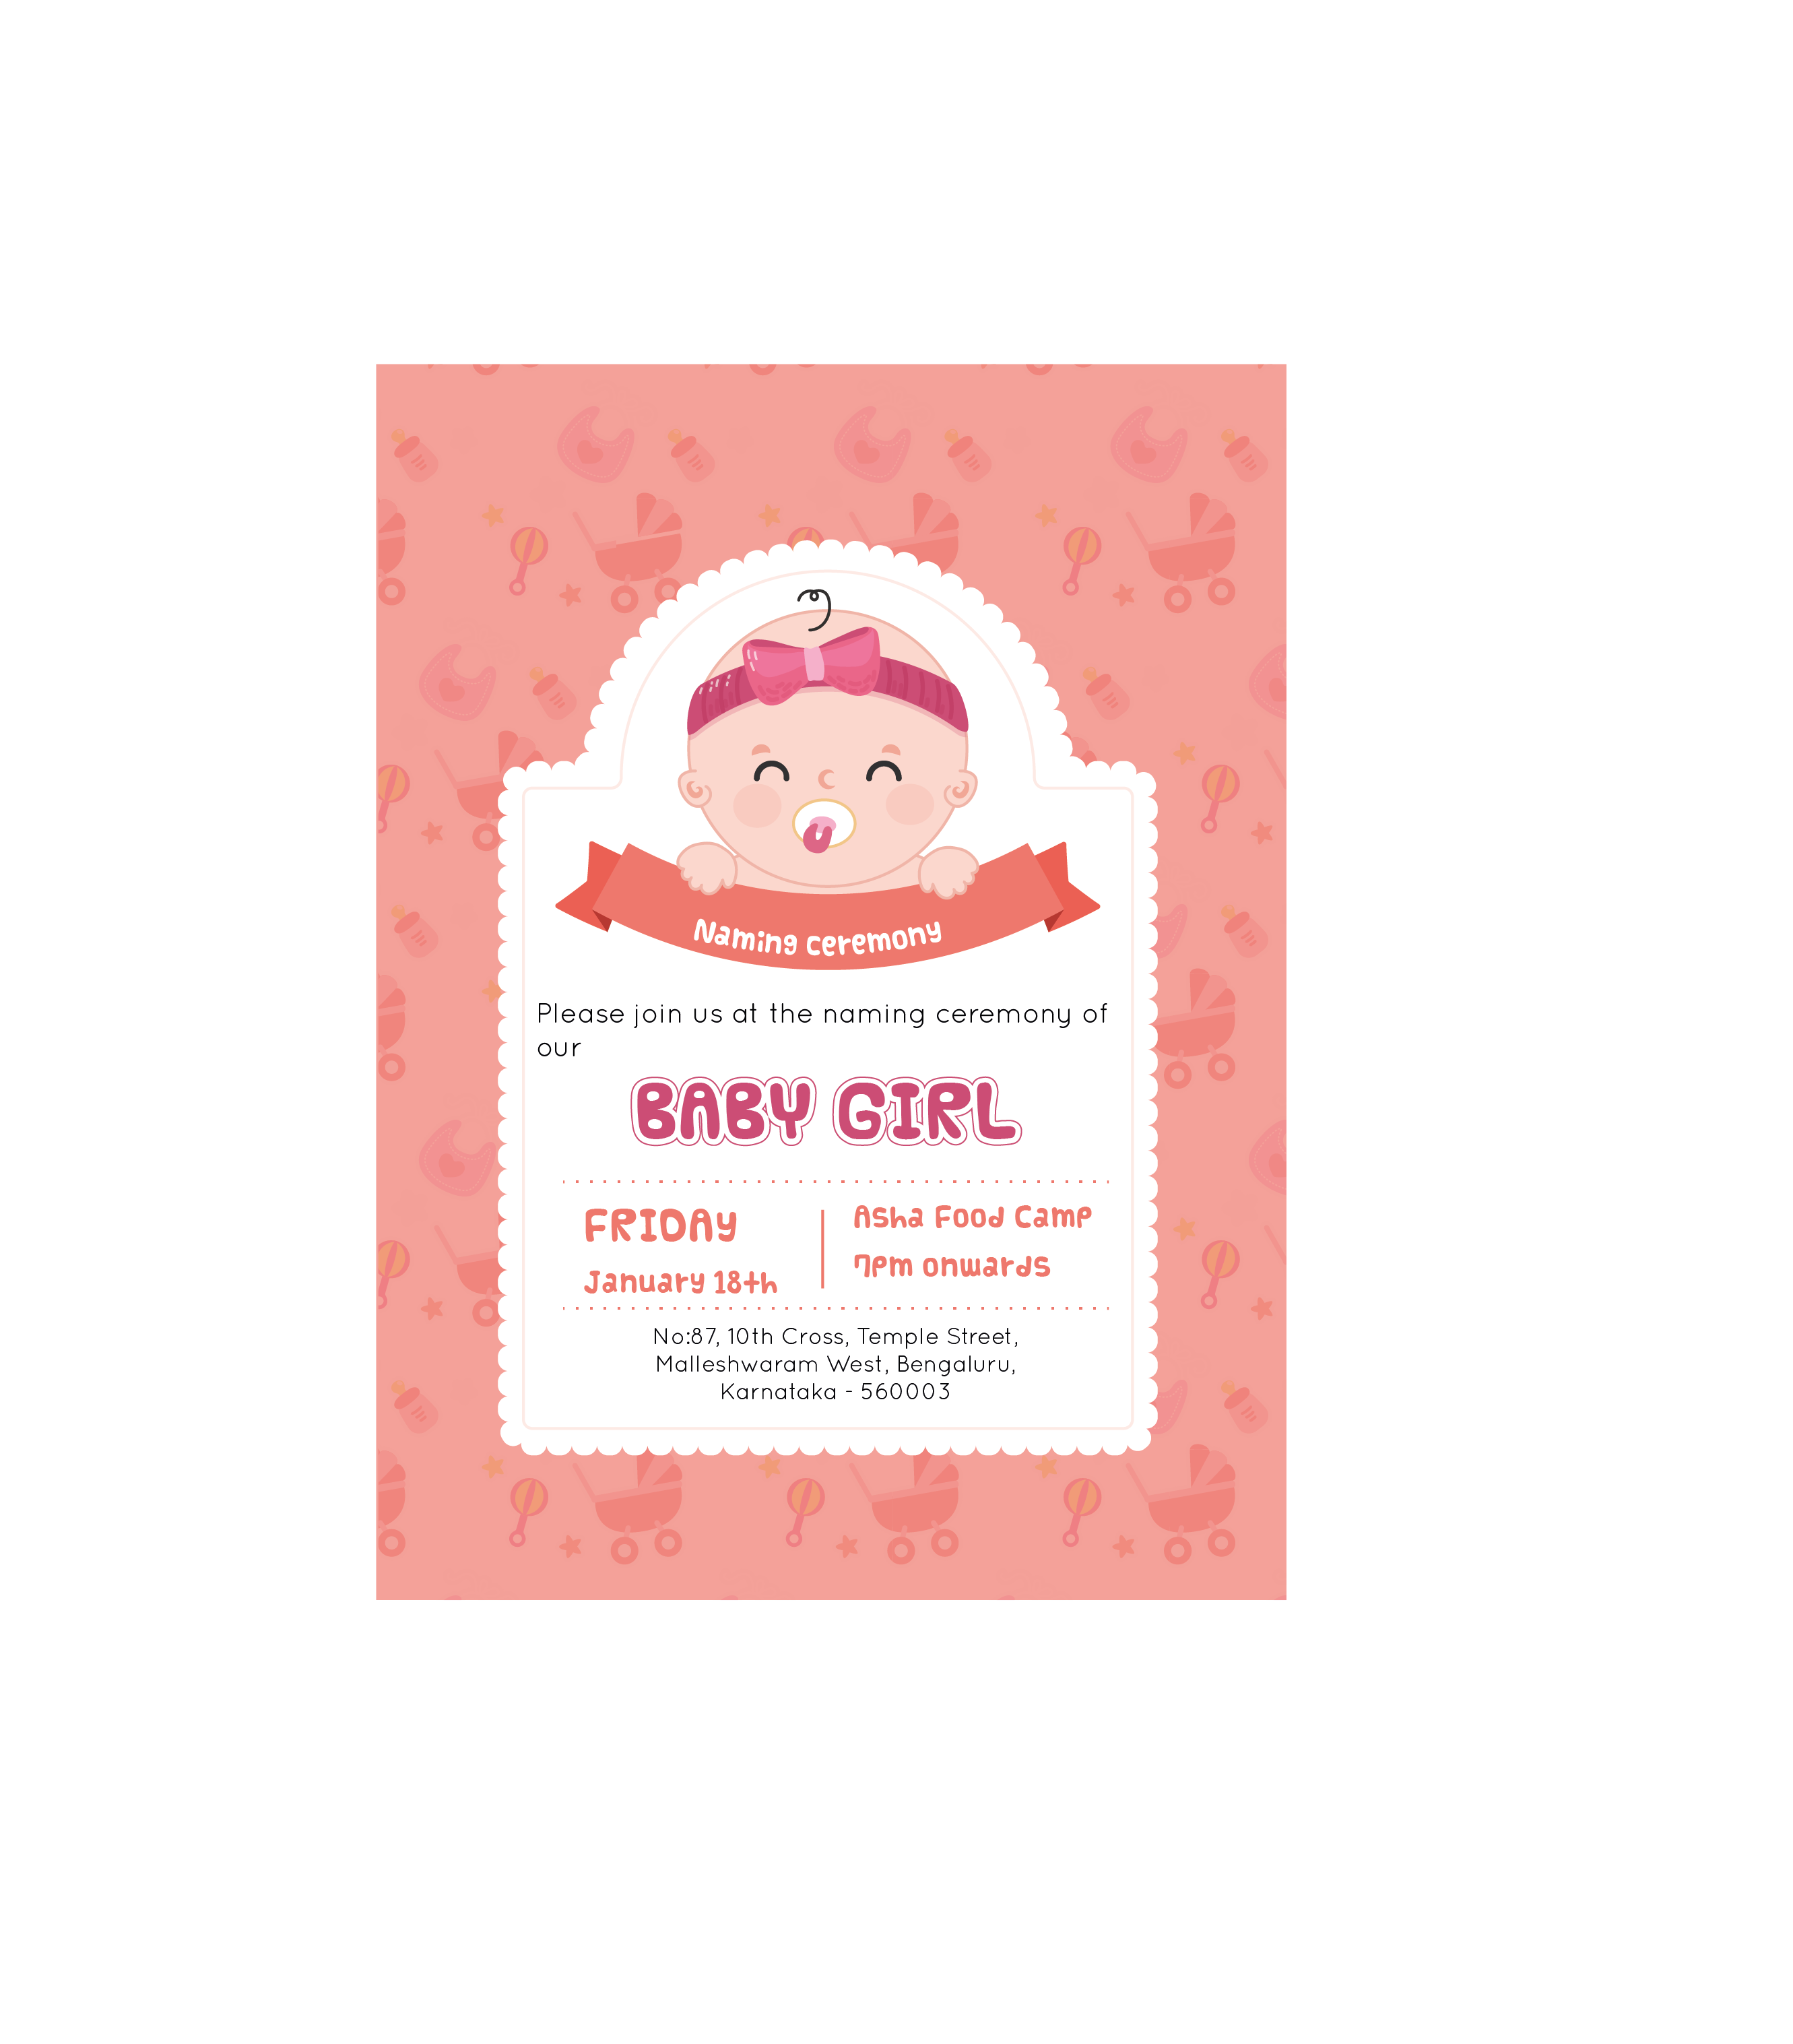 Naming ceremony
Please join us at the naming ceremony of
our
BABY GIRL
FRIDAY
January 18th
Asha Food Camp
7pm onwards
No:87, 10th Cross, Temple Street,
Malleshwaram West, Bengaluru,
Karnataka - 560003